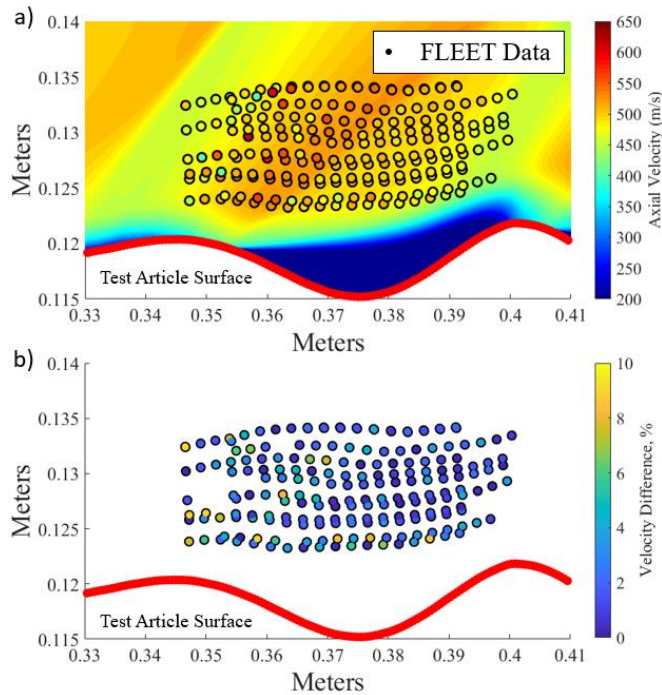 a)
0.14
0.135
0.13
0.125
0.12
0.115
Meters
FLEET Data
Test Article Surface
0.33 0.34 0.35 0.36 0.37 0.38 0.39 0.4 0.41
Meters
650
600
550
500
450
400
350
300
250
200
Axial Velocity (m/s)
b)
0.14
0.135
0.13
0.125
0.12
0.115
Meters
Test Article Surface
0.33 0.34 0.35 0.36 0.37 0.38 0.39 0.4 0.41
Meters
10
8
6
4
2
0
Velocity Difference, %